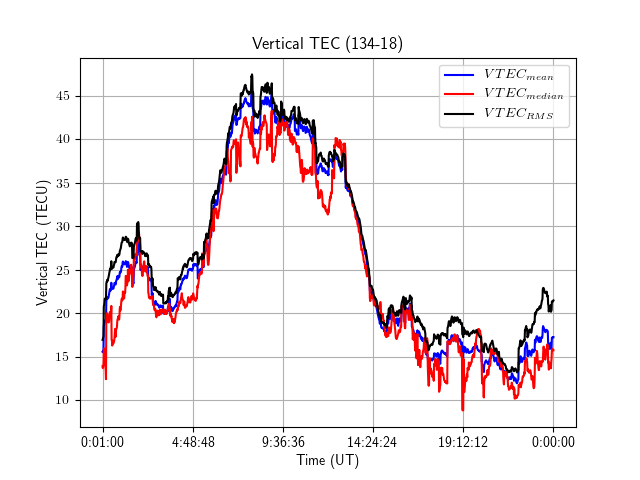 Vertical TEC (134-18)
VTEC_mean
VTEC_median
VTEC_RMS
Vertical TEC (TECU)
45
40
35
30
25
20
15
10
0:01:00 4:48:48 9:36:36 14:24:24 19:12:12 0:00:00
Time (UT)